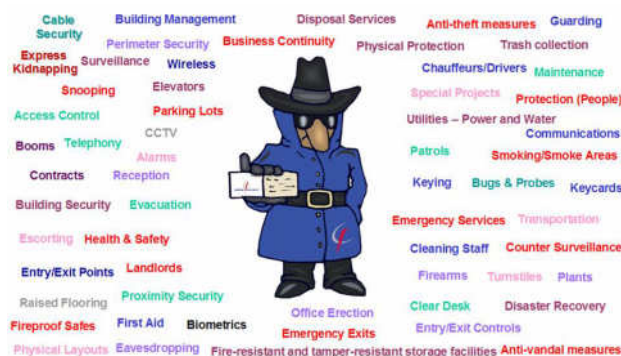 Cable
Security
Building Management
Disposal Services
Anti-theft measures
Guarding
Perimeter Security
Business Continuity
Physical Protection
Trash collection
Express
Kidnapping
Surveillance
Wireless
Chauffeurs/Drivers
Maintenance
Snooping
Elevators
Special Projects
Protection (People)
Access Control
Parking Lots
Utilities – Power and Water
Communications
Booms
Telephony
CCTV
Alarms
Patrols
Smoking/Smoke Areas
Contracts
Reception
Keying
Bugs & Probes
Keycards
Building Security
Evacuation
Emergency Services
Transportation
Escorting
Health & Safety
Cleaning Staff
Counter Surveillance
Entry/Exit Points
Landlords
Firearms
Turnstiles
Plants
Raised Flooring
Proximity Security
Office Erection
Clear Desk
Disaster Recovery
Fireproof Safes
First Aid
Biometrics
Emergency Exits
Entry/Exit Controls
Physical Layouts
Eavesdropping
Fire-resistant and tamper-resistant storage facilities
Anti-vandal measures